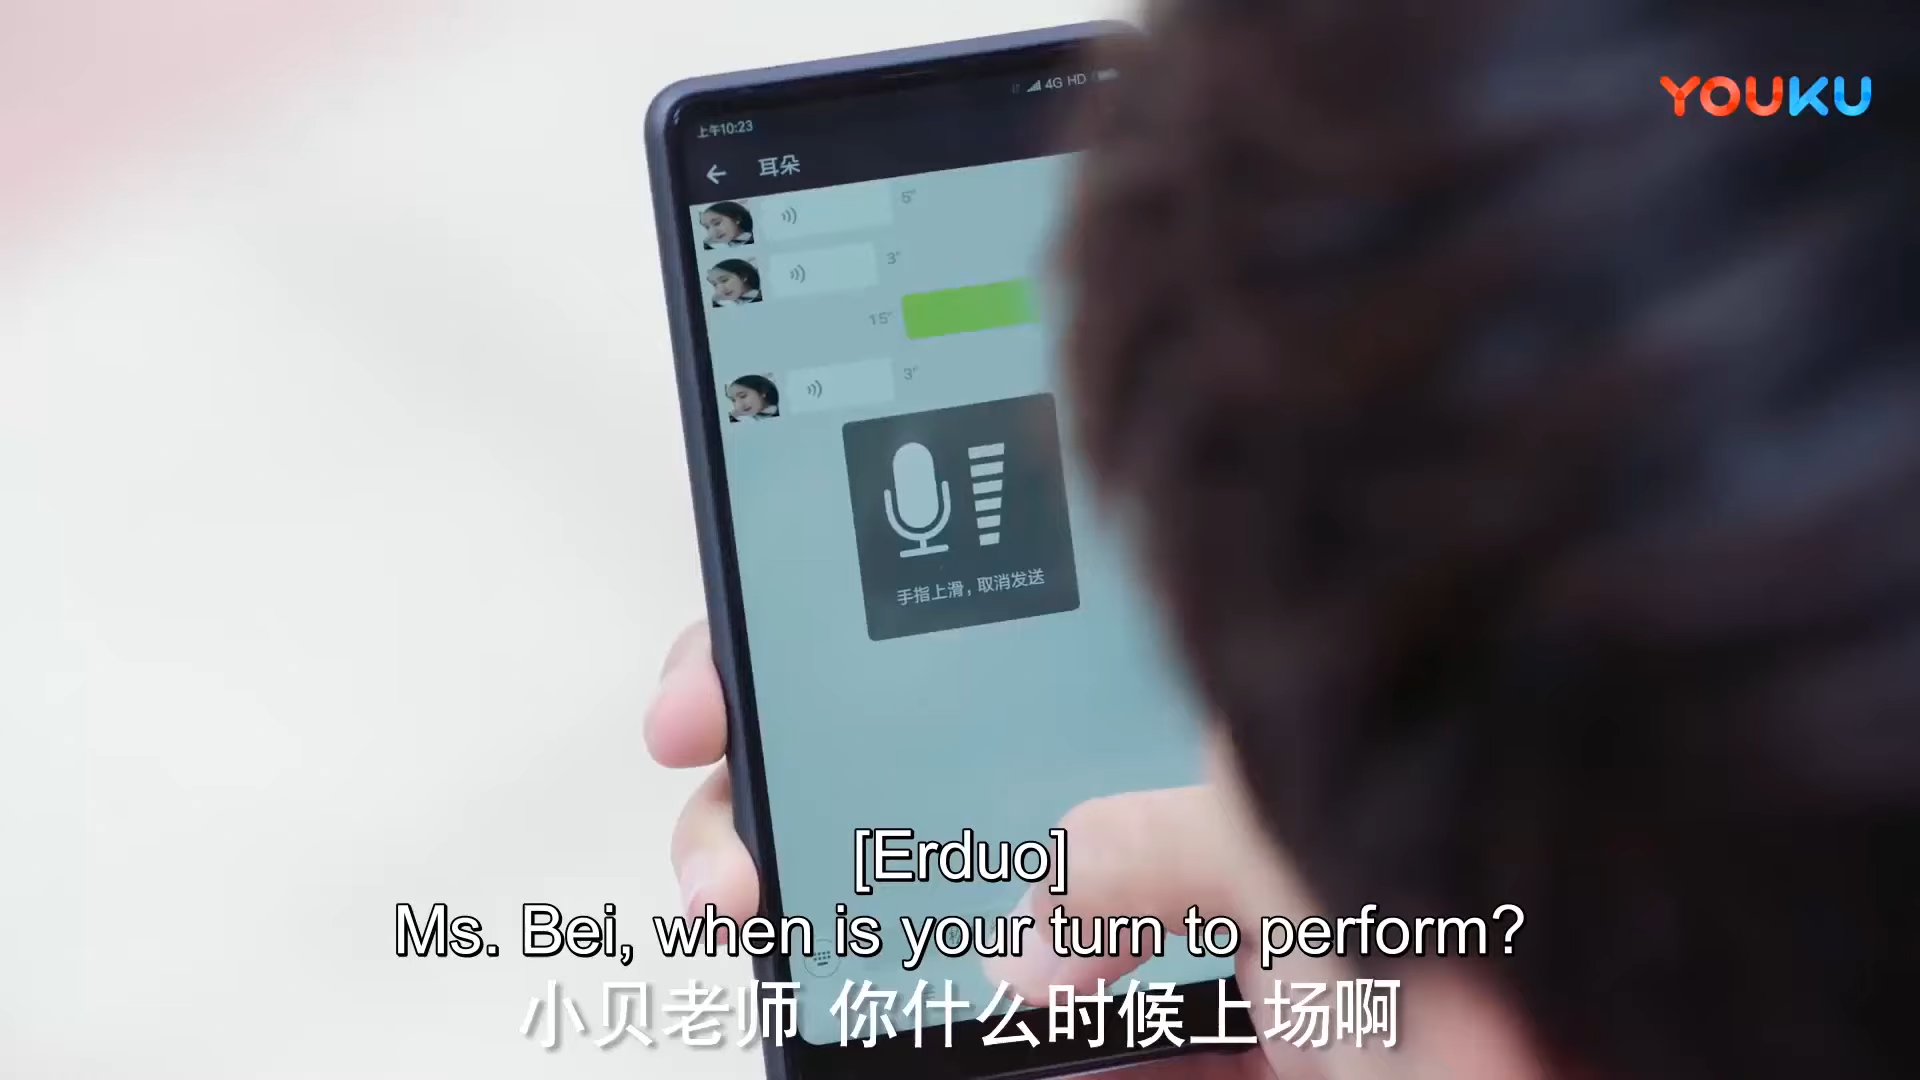 YOUKU
4G HD
上午10:23
耳朵
5"
3"
15"
3"
手指上滑，取消发送
[Erduo]
Ms. Bei, when is your turn to perform?
小贝老师 你什么时候上场啊